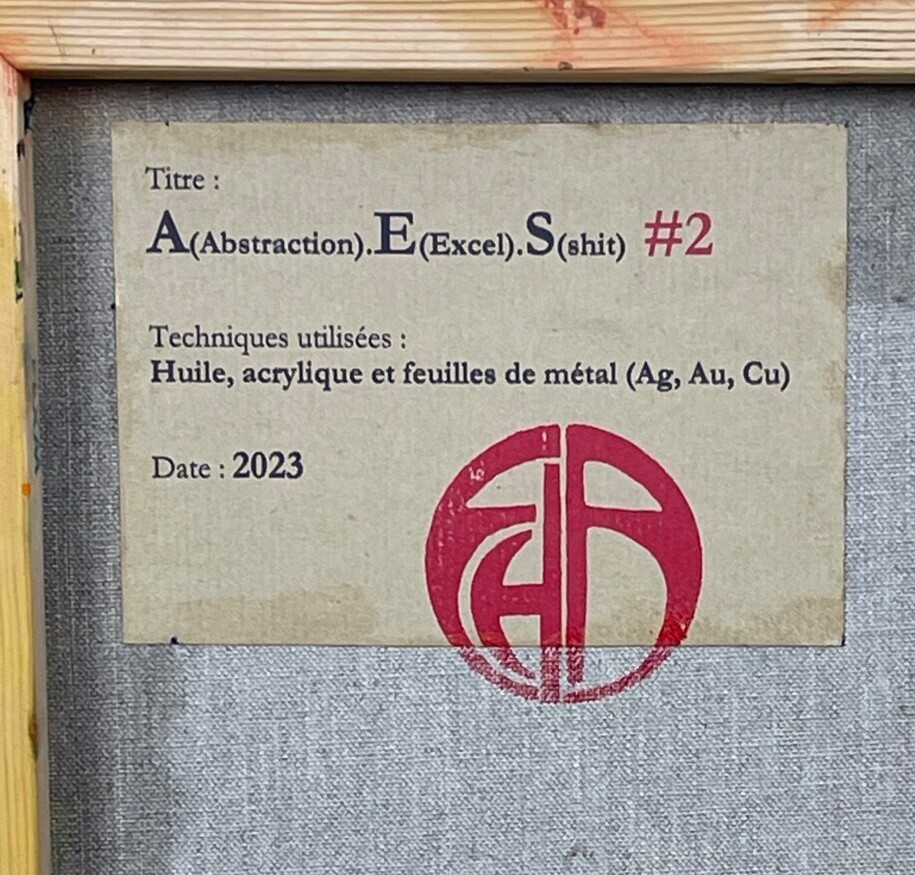 Titre :
A(Abstraction).E(Excel).S(shit) #2
Techniques utilisées :
Huile, acrylique et feuilles de métal (Ag, Au, Cu)
Date : 2023